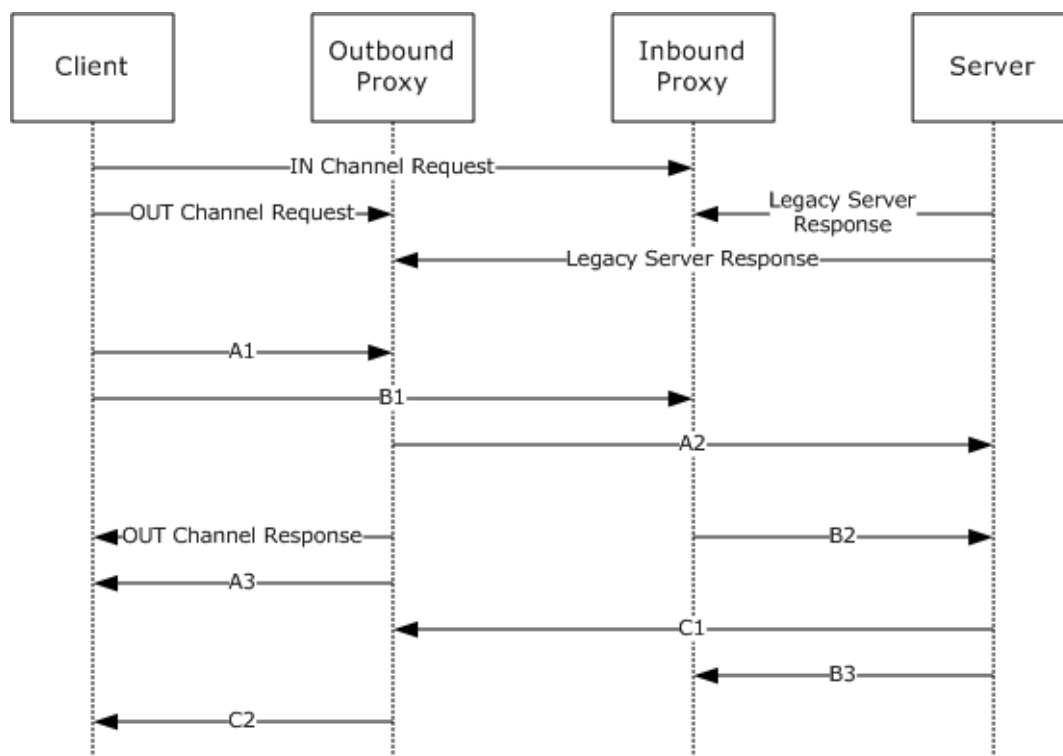 Client
Outbound
Proxy
Inbound
Proxy
Server
IN Channel Request
OUT Channel Request
Legacy Server
Response
Legacy Server Response
A1
B1
A2
OUT Channel Response
B2
A3
C1
B3
C2